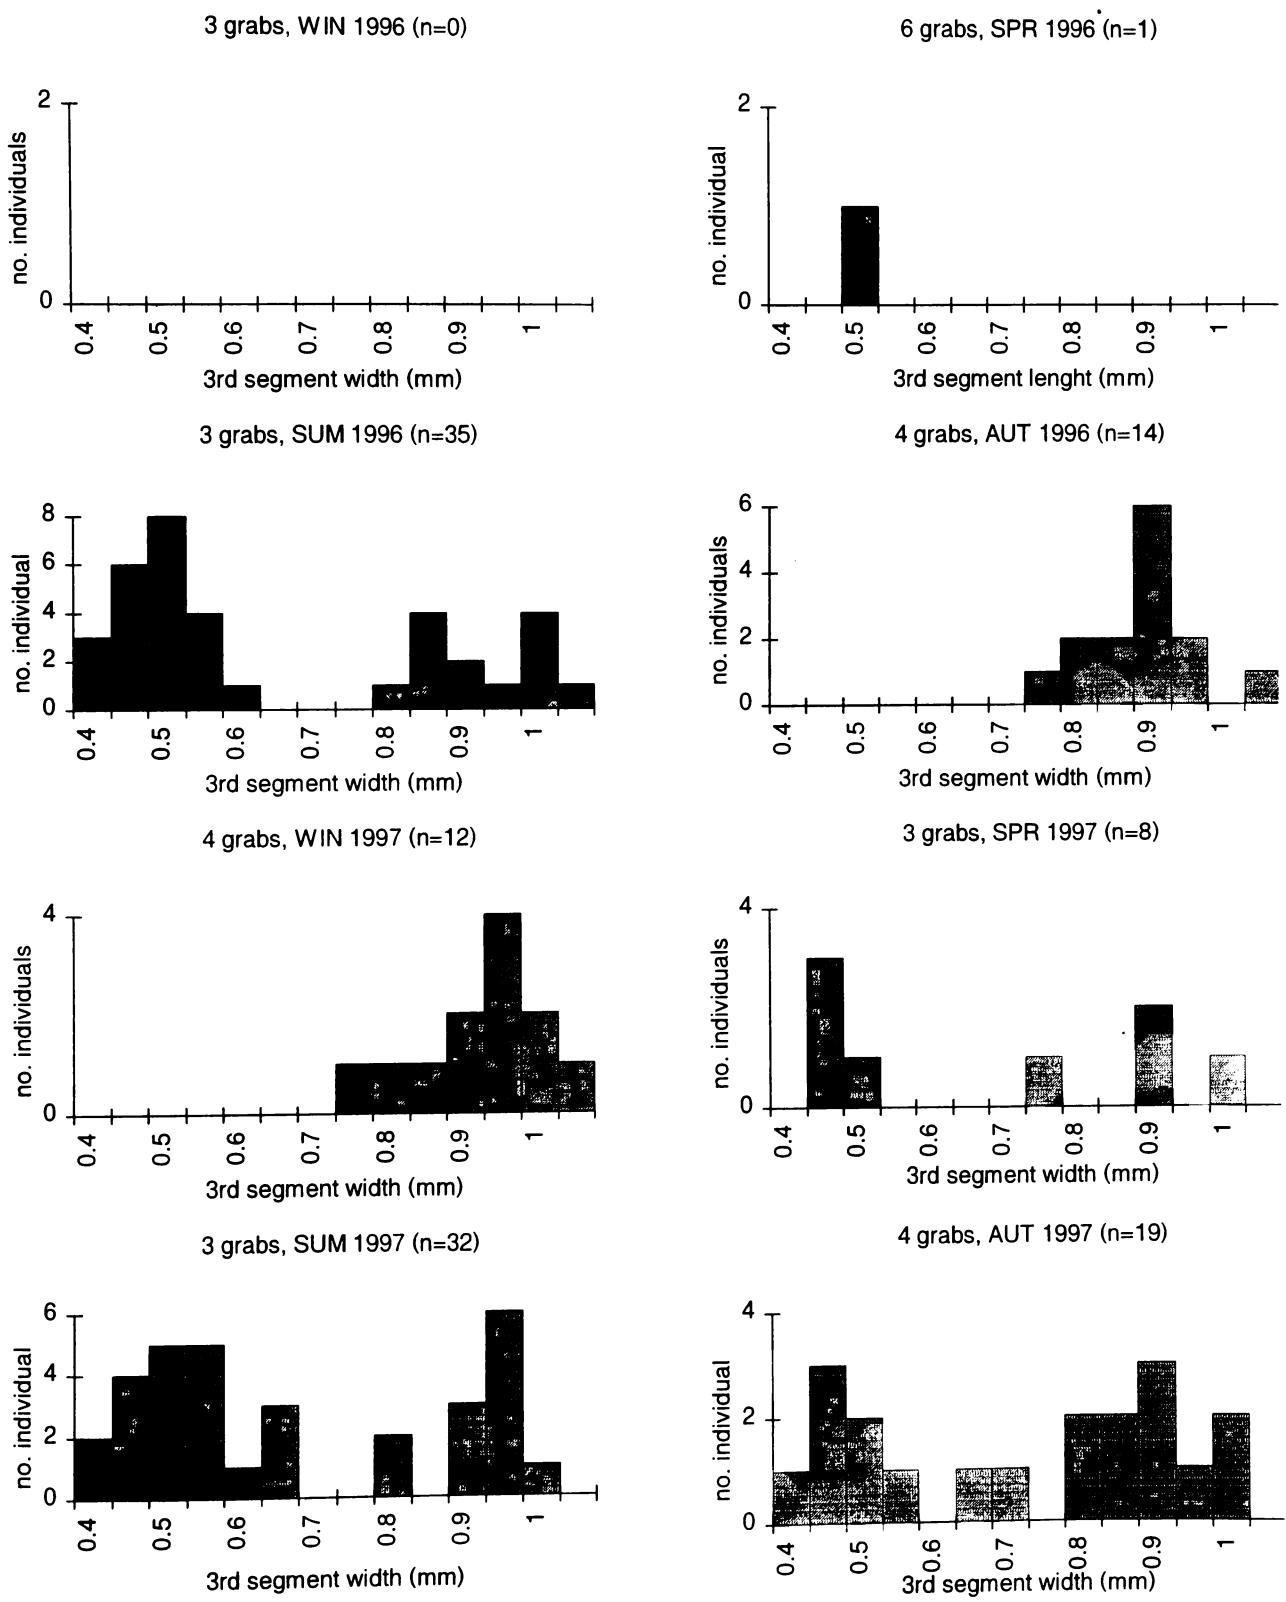 3 grabs, WIN 1996 (n=0)
2
0
no. individuals
0.4 0.5 0.6 0.7 0.8 0.9 1
3rd segment width (mm)
6 grabs, SPR 1996 (n=1)
2
0
no. individual
0.4 0.5 0.6 0.7 0.8 0.9 1
3rd segment lenght (mm)
3 grabs, SUM 1996 (n=35)
8
6
4
2
0
no. individual
0.4 0.5 0.6 0.7 0.8 0.9 1
3rd segment width (mm)
4 grabs, AUT 1996 (n=14)
6
4
2
0
no. individuals
0.4 0.5 0.6 0.7 0.8 0.9 1
3rd segment width (mm)
4 grabs, WIN 1997 (n=12)
4
0
no. individuals
0.4 0.5 0.6 0.7 0.8 0.9 1
3rd segment width (mm)
3 grabs, SPR 1997 (n=8)
4
0
no. individuals
0.4 0.5 0.6 0.7 0.8 0.9 1
3rd segment width (mm)
3 grabs, SUM 1997 (n=32)
6
4
2
0
no. individual
0.4 0.5 0.6 0.7 0.8 0.9 1
3rd segment width (mm)
4 grabs, AUT 1997 (n=19)
4
2
0
no. individual
0.4 0.5 0.6 0.7 0.8 0.9 1
3rd segment width (mm)